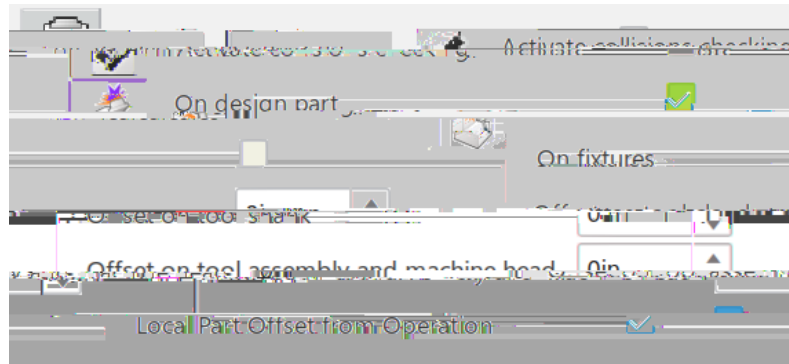 Activate collisions checking
On design part
On fixtures
Offset on tool shank 0in
Offset on tool assembly and machine head 0in
Local Part Offset from Operation